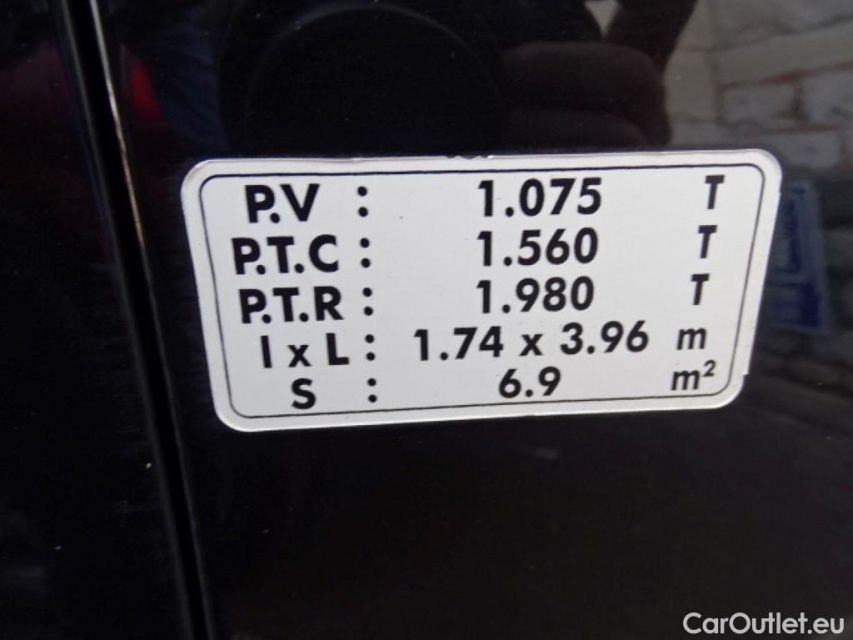 P.V : 1.075 T
P.T.C : 1.560 T
P.T.R : 1.980 T
l x L : 1.74 x 3.96 m
S : 6.9 m²
CarOutlet.eu